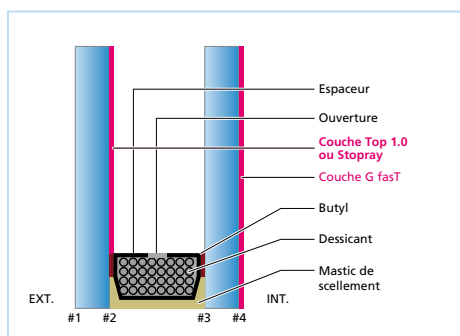 Espaceur
Ouverture
Couche Top 1.0
ou Stopray
Couche G fasT
Butyl
Dessicant
Mastic de
scellement
EXT.
INT.
#1
#2
#3
#4